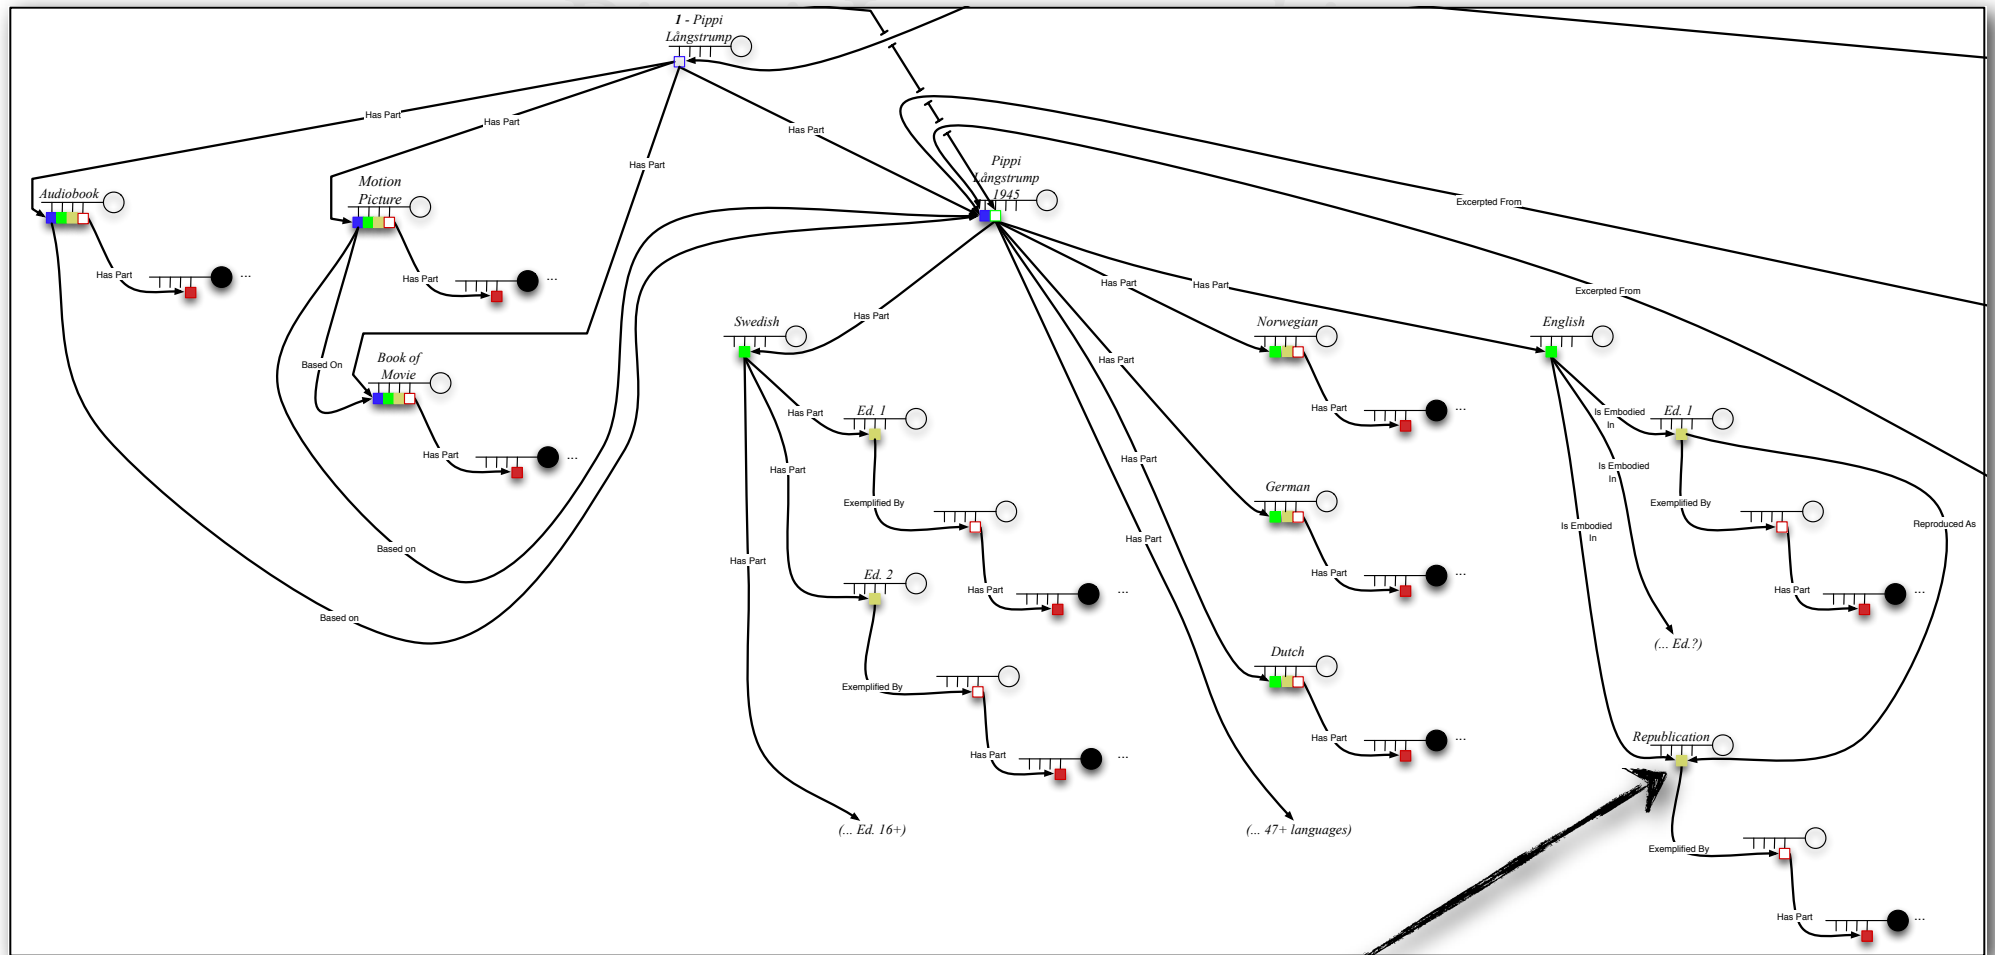 1 - Pippi
Långstrump
Has Part
Has Part
Has Part
Has Part
Audiobook
Motion
Picture
Pippi
Långstrump
1945
Excerpted From
Has Part
...
Has Part
...
Has Part
Has Part
Excerpted From
Has Part
Swedish
Norwegian
English
Based On
Book of
Movie
Has Part
Has Part
Ed. 1
Has Part
...
Is Embodied
In
Ed. 1
Has Part
...
Has Part
Has Part
Is Embodied
In
German
Exemplified By
Exemplified By
Is Embodied
In
Reproduced As
Has Part
Based on
Has Part
Ed. 2
Has Part
...
Has Part
...
Has Part
...
Based on
(... Ed.?)
Dutch
Exemplified By
Has Part
...
Has Part
...
Republication
(... Ed. 16+)
(... 47+ languages)
Exemplified By
Has Part
...